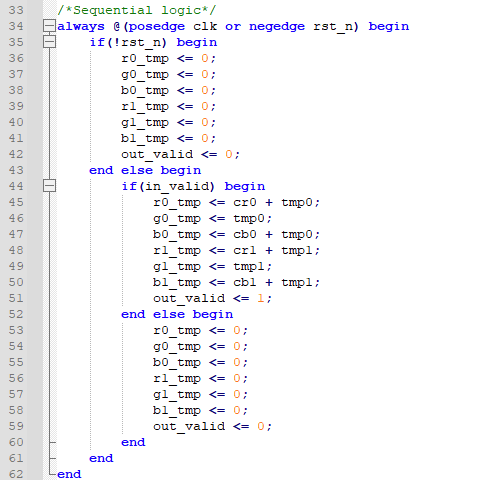 33 /*Sequential logic*/
34 always @(posedge clk or negedge rst_n) begin
35     if(!rst_n) begin
36         r0_tmp <= 0;
37         g0_tmp <= 0;
38         b0_tmp <= 0;
39         r1_tmp <= 0;
40         g1_tmp <= 0;
41         b1_tmp <= 0;
42         out_valid <= 0;
43     end else begin
44         if(in_valid) begin
45             r0_tmp <= cr0 + tmp0;
46             g0_tmp <= tmp0;
47             b0_tmp <= cb0 + tmp0;
48             r1_tmp <= cr1 + tmp1;
49             g1_tmp <= tmp1;
50             b1_tmp <= cb1 + tmp1;
51             out_valid <= 1;
52         end else begin
53             r0_tmp <= 0;
54             g0_tmp <= 0;
55             b0_tmp <= 0;
56             r1_tmp <= 0;
57             g1_tmp <= 0;
58             b1_tmp <= 0;
59             out_valid <= 0;
60         end
61     end
62 end